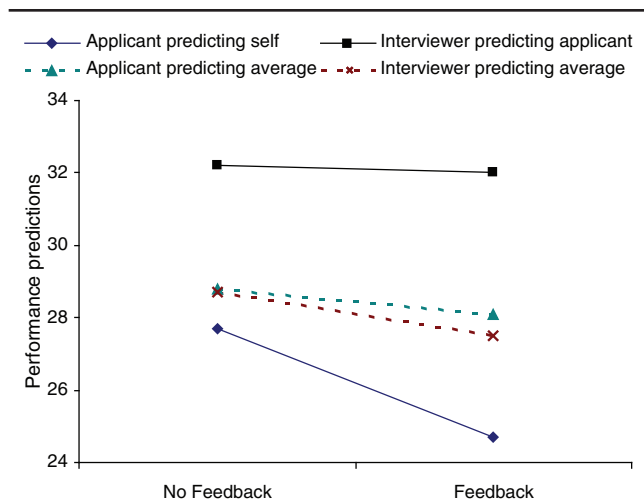 Applicant predicting self Interviewer predicting applicant
Applicant predicting average Interviewer predicting average
34
32
30
28
26
24
Performance predictions
No Feedback Feedback